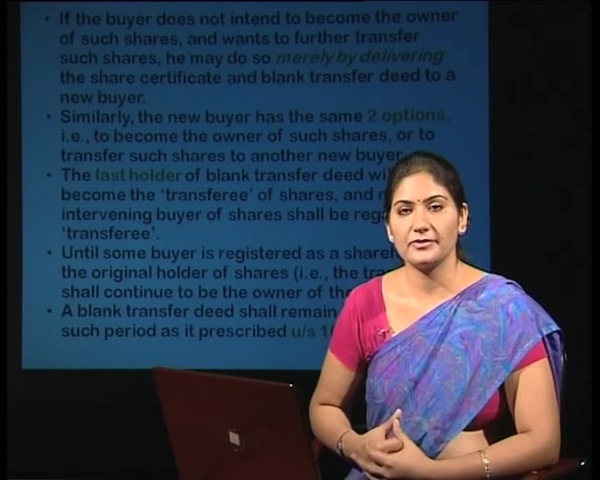 • If the buyer does not intend to become the owner
of such shares, and wants to further transfer
such shares, he may do so merely by delivering
the share certificate and blank transfer deed to a
new buyer.
• Similarly, the new buyer has the same 2 options,
i.e., to become the owner of such shares, or to
transfer such shares to another new buyer.
• The last holder of blank transfer deed
become the ‘transferee’ of shares, and
intervening buyer of shares shall be
‘transferee’.
• Until some buyer is registered as a
the original holder of shares (i.e., the
shall continue to be the owner of
• A blank transfer deed shall remain
such period as it prescribed u/s